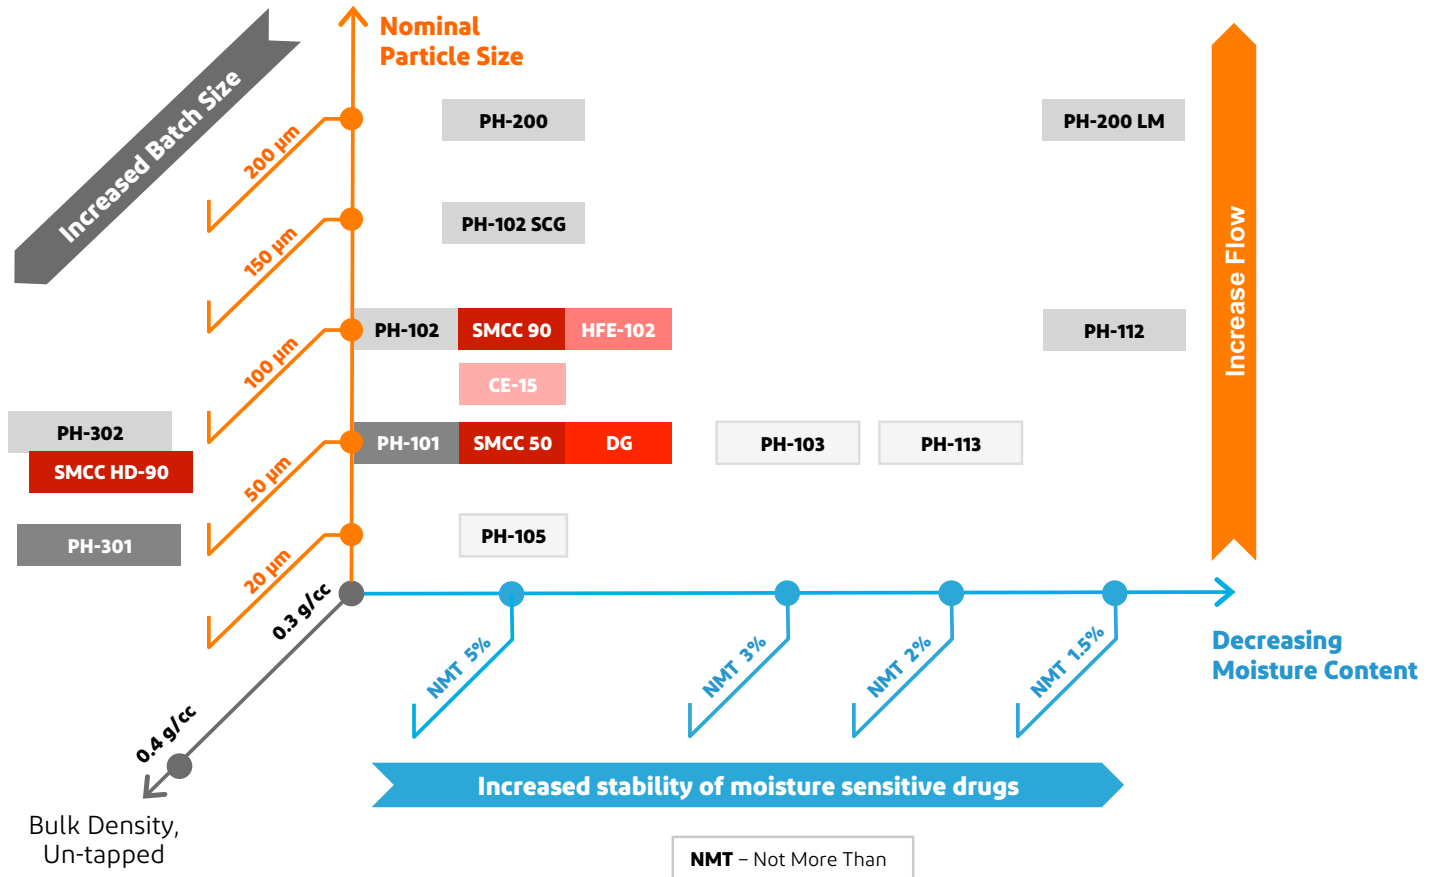 Nominal
Particle Size
Increased Batch Size
Increase Flow
200 µm
150 µm
100 µm
50 µm
20 µm
PH-200
PH-200 LM
PH-102 SCG
PH-102
SMCC 90
HFE-102
PH-112
CE-15
PH-302
SMCC HD-90
PH-101
SMCC 50
DG
PH-103
PH-113
PH-301
PH-105
0.3 g/cc
0.4 g/cc
Bulk Density,
Un-tapped
NMT 5%
NMT 3%
NMT 2%
NMT 1.5%
Decreasing
Moisture Content
Increased stability of moisture sensitive drugs
NMT – Not More Than